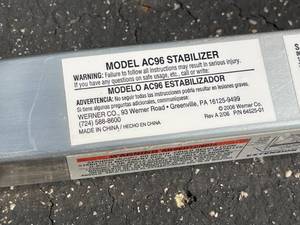 MODEL AC96 STABILIZER
WARNING: Failure to follow all instructions may result in serious injury.
If you have any questions on safe usage, etc., call or write.
MODELO AC96 ESTABILIZADOR
ADVERTENCIA: No seguir todas las instrucciones podría resultar en lesiones graves.
Si tiene algunas preguntas adicionales, comuníquese:
WERNER CO., 93 Werner Road • Greenville, PA 16125-9499
(724) 588-8600
© 2006 Werner Co.
MADE IN CHINA / HECHO EN CHINA
Rev A 2/06
P/N 64525-01